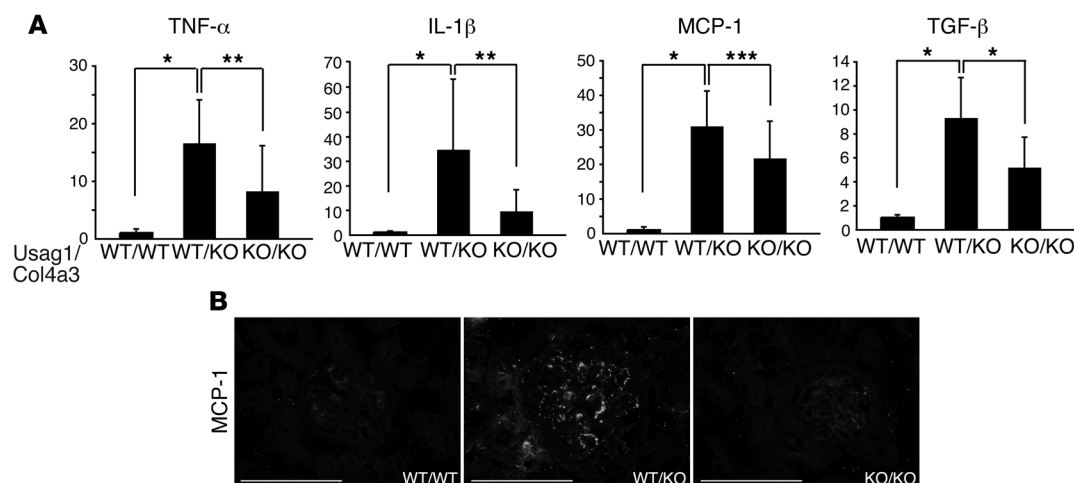 A
TNF-α IL-1β MCP-1 TGF-β
* ** * ** * *** * *
30 20 10 0
70 60 50 40 30 20 10 0
50 40 30 20 10 0
14 12 10 8 6 4 2 0
Usag1/ WT/WT WT/KO KO/KO WT/WT WT/KO KO/KO WT/WT WT/KO KO/KO WT/WT WT/KO KO/KO
Col4a3
B
MCP-1
WT/WT WT/KO KO/KO